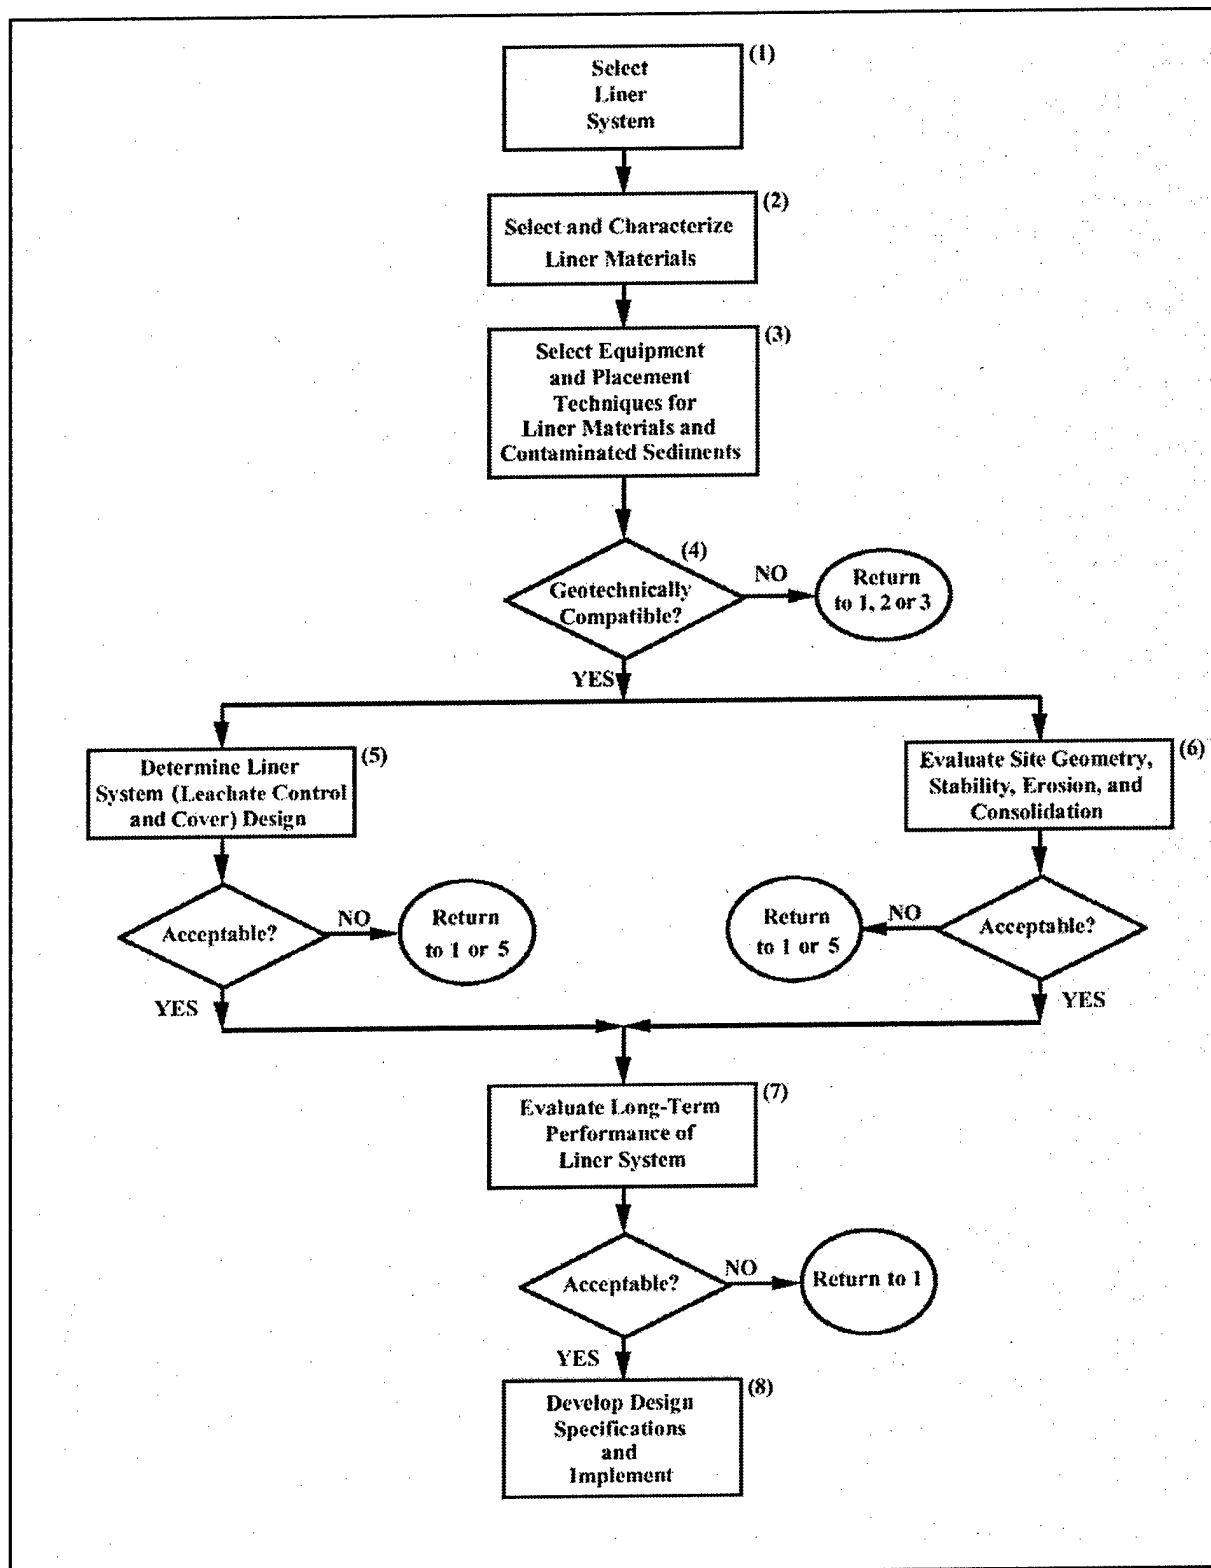 (1)
Select
Liner
System
(2)
Select and Characterize
Liner Materials
(3)
Select Equipment
and Placement
Techniques for
Liner Materials and
Contaminated Sediments
(4)
Geotechnically
Compatible?
NO
Return
to 1, 2 or 3
YES
(5)
Determine Liner
System (Leachate Control
and Cover) Design
(6)
Evaluate Site Geometry,
Stability, Erosion, and
Consolidation
Acceptable?
NO
Return
to 1 or 5
YES
Return
to 1 or 5
NO
Acceptable?
YES
(7)
Evaluate Long-Term
Performance of
Liner System
Acceptable?
NO
Return to 1
YES
(8)
Develop Design
Specifications
and
Implement